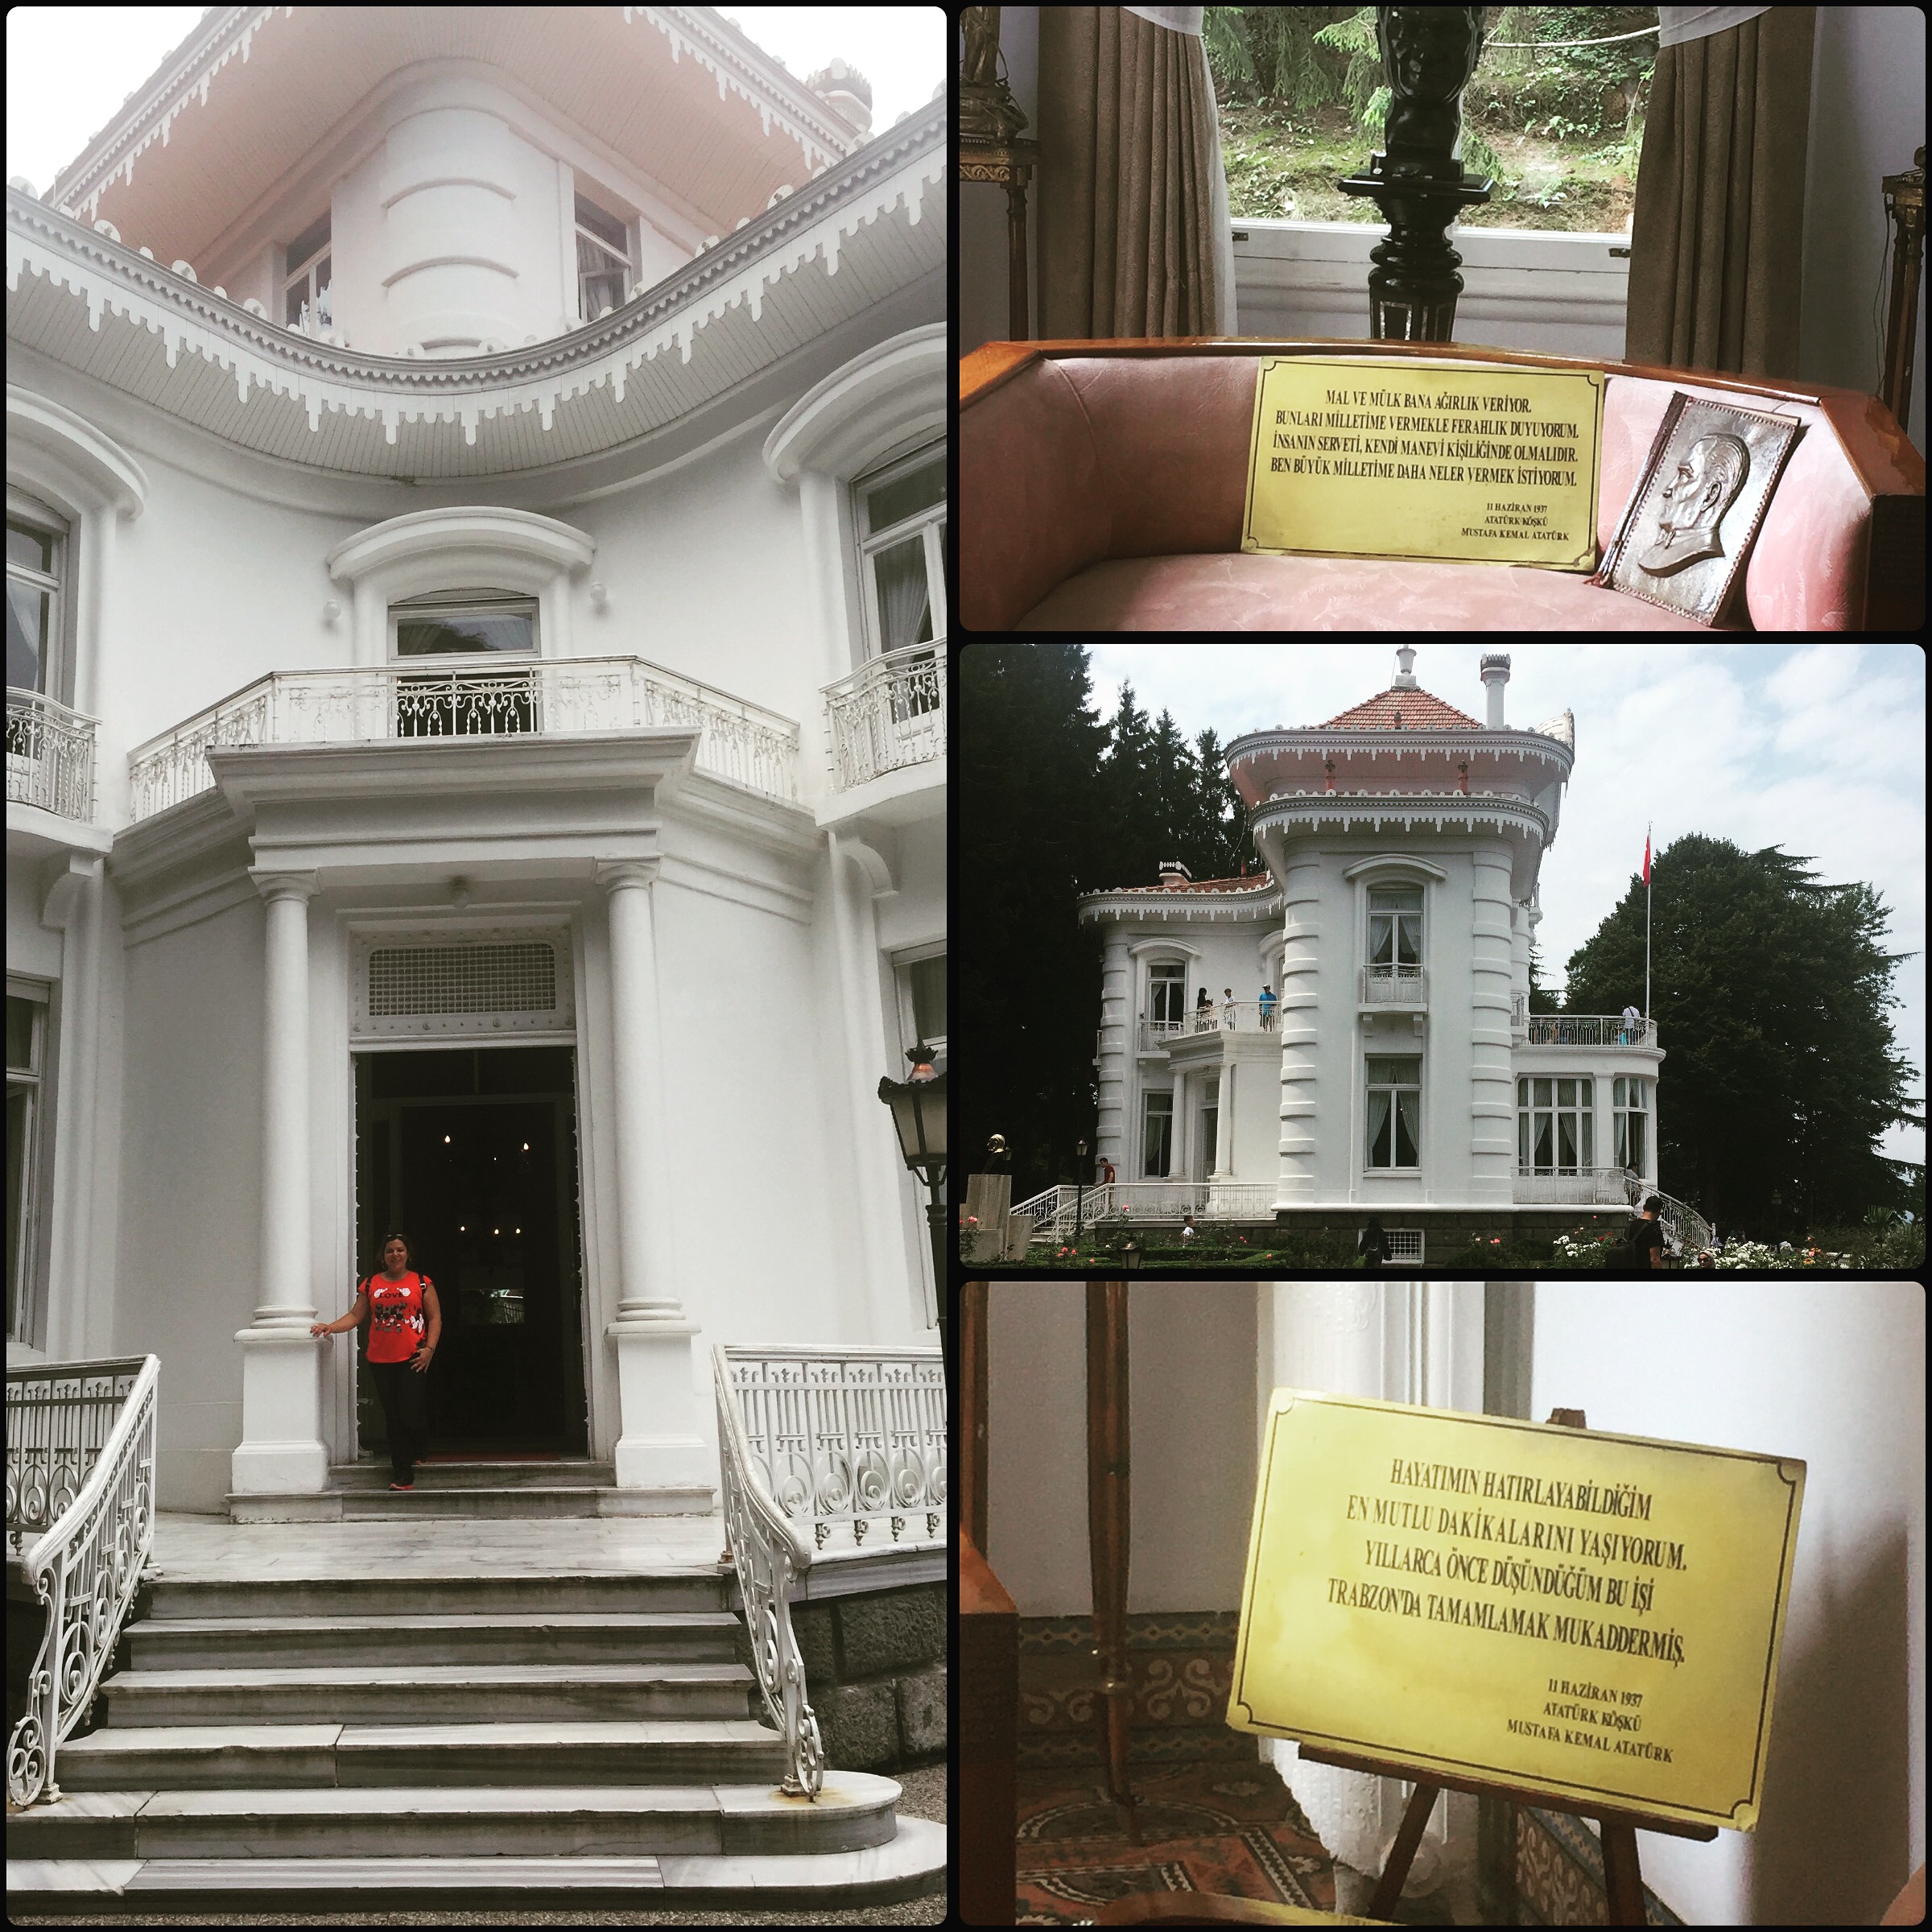 LOVE
MAL VE MÜLK BANA AĞIRLIK VERİYOR.
BUNLARI MİLLETİME VERMEKLE FERAHLIK DUYUYORUM.
İNSANIN SERVETİ, KENDİ MANEVİ KİŞİLİĞİNDE OLMALIDIR.
BEN BÜYÜK MİLLETİME DAHA NELER VERMEK İSTİYORUM.
11 HAZİRAN 1937
ATATÜRK KÖŞKÜ
MUSTAFA KEMAL ATATÜRK
HAYATIMIN HATIRLAYABİLDİĞİM
EN MUTLU DAKİKALARINI YAŞIYORUM.
YILLARCA ÖNCE DÜŞÜNDÜĞÜM BU İŞİ
TRABZON'DA TAMAMLAMAK MUKADDERMİŞ.
11 HAZİRAN 1937
ATATÜRK KÖŞKÜ
MUSTAFA KEMAL ATATÜRK